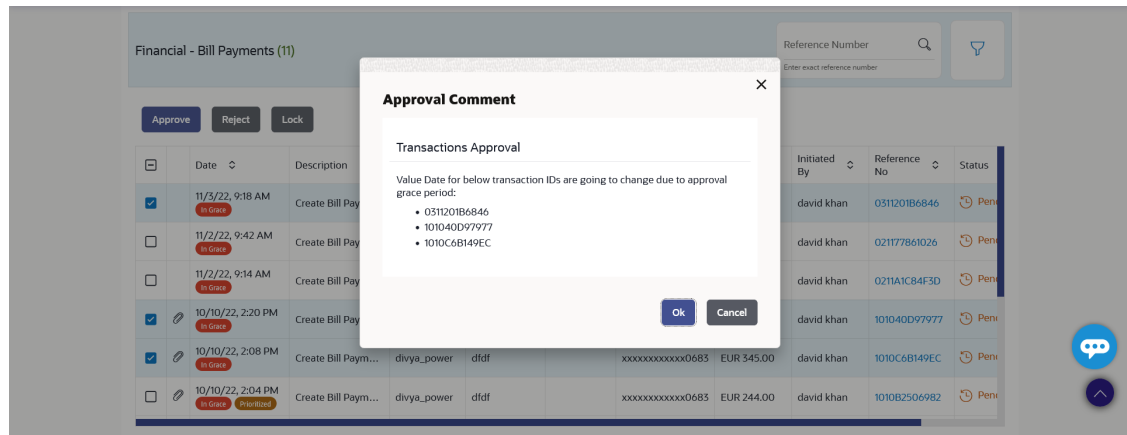 Financial - Bill Payments (11)
Reference Number
Enter exact reference number
Approval Comment
Approve Reject Lock
Transactions Approval
Value Date for below transaction IDs are going to change due to approval
grace period:
• 0311201B6846
• 101040D97977
• 1010C6B149EC
Ok Cancel
Date Description Initiated By Reference No Status
11/3/22, 9:18 AM In Grace Create Bill Pay david khan 0311201B6846
11/2/22, 9:42 AM In Grace Create Bill Pay david khan 021177861026
11/2/22, 9:14 AM In Grace Create Bill Pay david khan 0211A1C84F3D
10/10/22, 2:20 PM In Grace Create Bill Pay david khan 101040D97977
10/10/22, 2:08 PM In Grace Create Bill Paym... divya_power dfdf xxxxxxxxxxxx0683 EUR 345.00 david khan 1010C6B149EC
10/10/22, 2:04 PM In Grace Prioritized Create Bill Paym... divya_power dfdf xxxxxxxxxxxx0683 EUR 244.00 david khan 1010B2506982